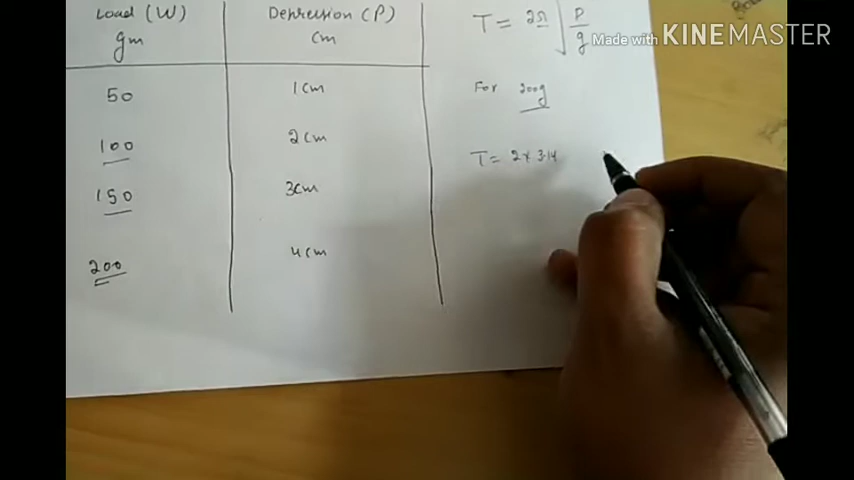 Load (W) Depression (P) T = 2π √ P/g
gm cm
Made with KINEMASTER
50 1cm For 200g
100 2cm T = 2 x 3.14
150 3cm
200 4cm